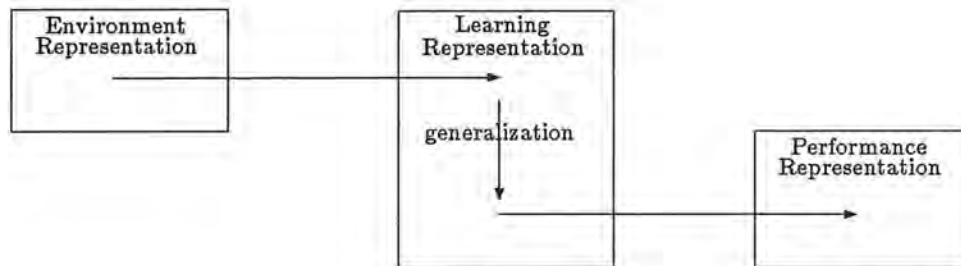 Environment
Representation
Learning
Representation
generalization
Performance
Representation